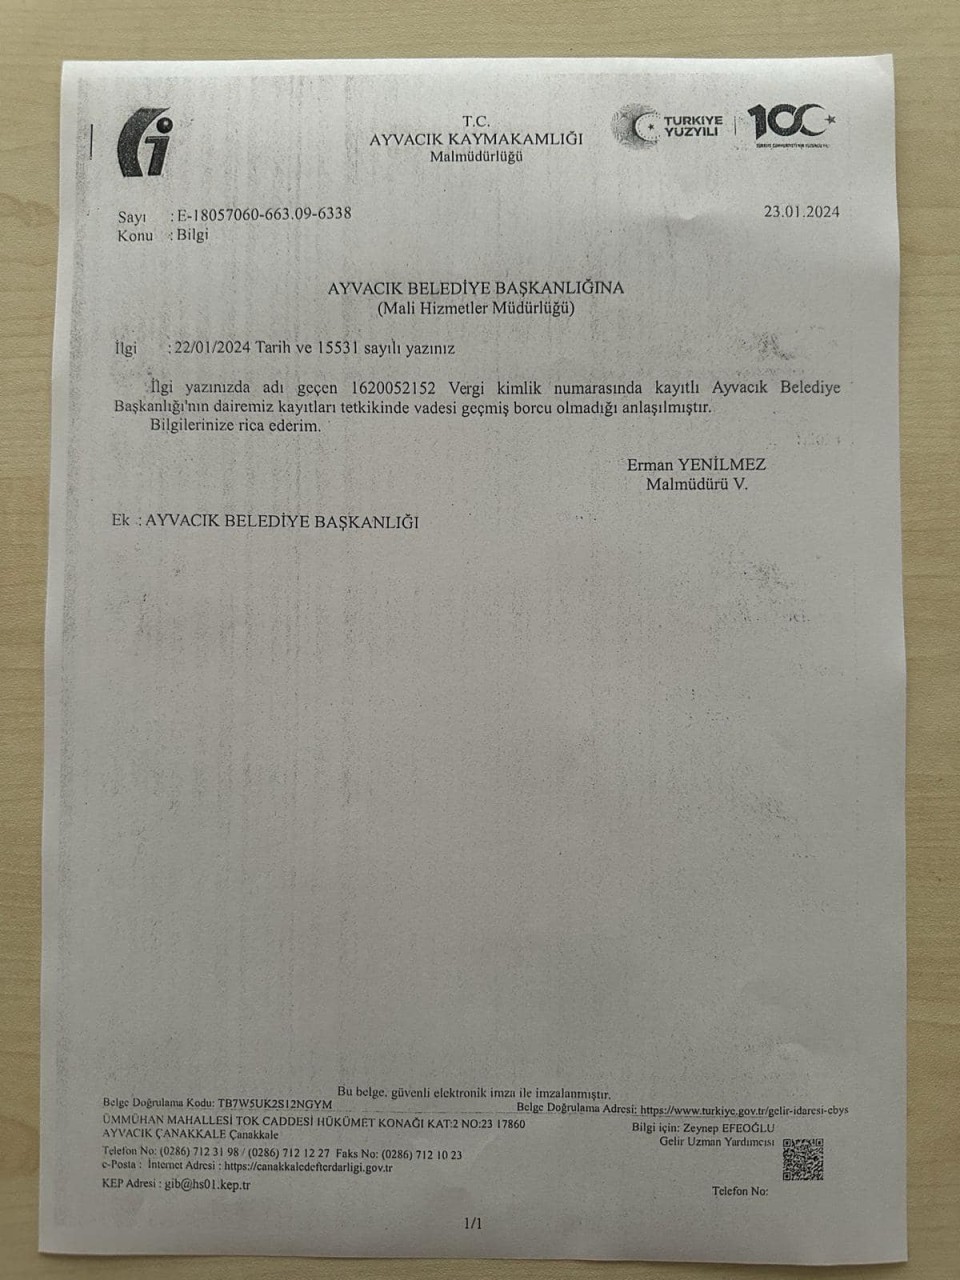 T.C.
AYVACIK KAYMAKAMLIĞI
Malmüdürlüğü
TÜRKİYE
YÜZYILI
100
Sayı : E-18057060-663.09-6338
23.01.2024
Konu : Bilgi
AYVACIK BELEDİYE BAŞKANLIĞINA
(Mali Hizmetler Müdürlüğü)
İlgi : 22/01/2024 Tarih ve 15531 sayılı yazınız
İlgi yazınızda adı geçen 1620052152 Vergi kimlik numarasında kayıtlı Ayvacık Belediye
Başkanlığı'nın dairemiz kayıtları tetkikinde vadesi geçmiş borcu olmadığı anlaşılmıştır.
Bilgilerinize rica ederim.
Erman YENİLMEZ
Malmüdürü V.
Ek : AYVACIK BELEDİYE BAŞKANLIĞI
Bu belge, güvenli elektronik imza ile imzalanmıştır.
Belge Doğrulama Kodu: TB7W5UK2S12NGYM
Belge Doğrulama Adresi: https://www.turkiye.gov.tr/gelir-idaresi-ebys
ÜMMÜHAN MAHALLESİ TOK CADDESİ HÜKÜMET KONAĞI KAT:2 NO:23 17860
AYVACIK ÇANAKKALE Çanakkale
Bilgi için: Zeynep EFEOĞLU
Gelir Uzman Yardımcısı
Telefon No: (0286) 712 31 98 / (0286) 712 12 27 Faks No: (0286) 712 10 23
e-Posta : İnternet Adresi : https://canakkaledefterdarligi.gov.tr
KEP Adresi : gib@hs01.kep.tr
Telefon No:
1/1